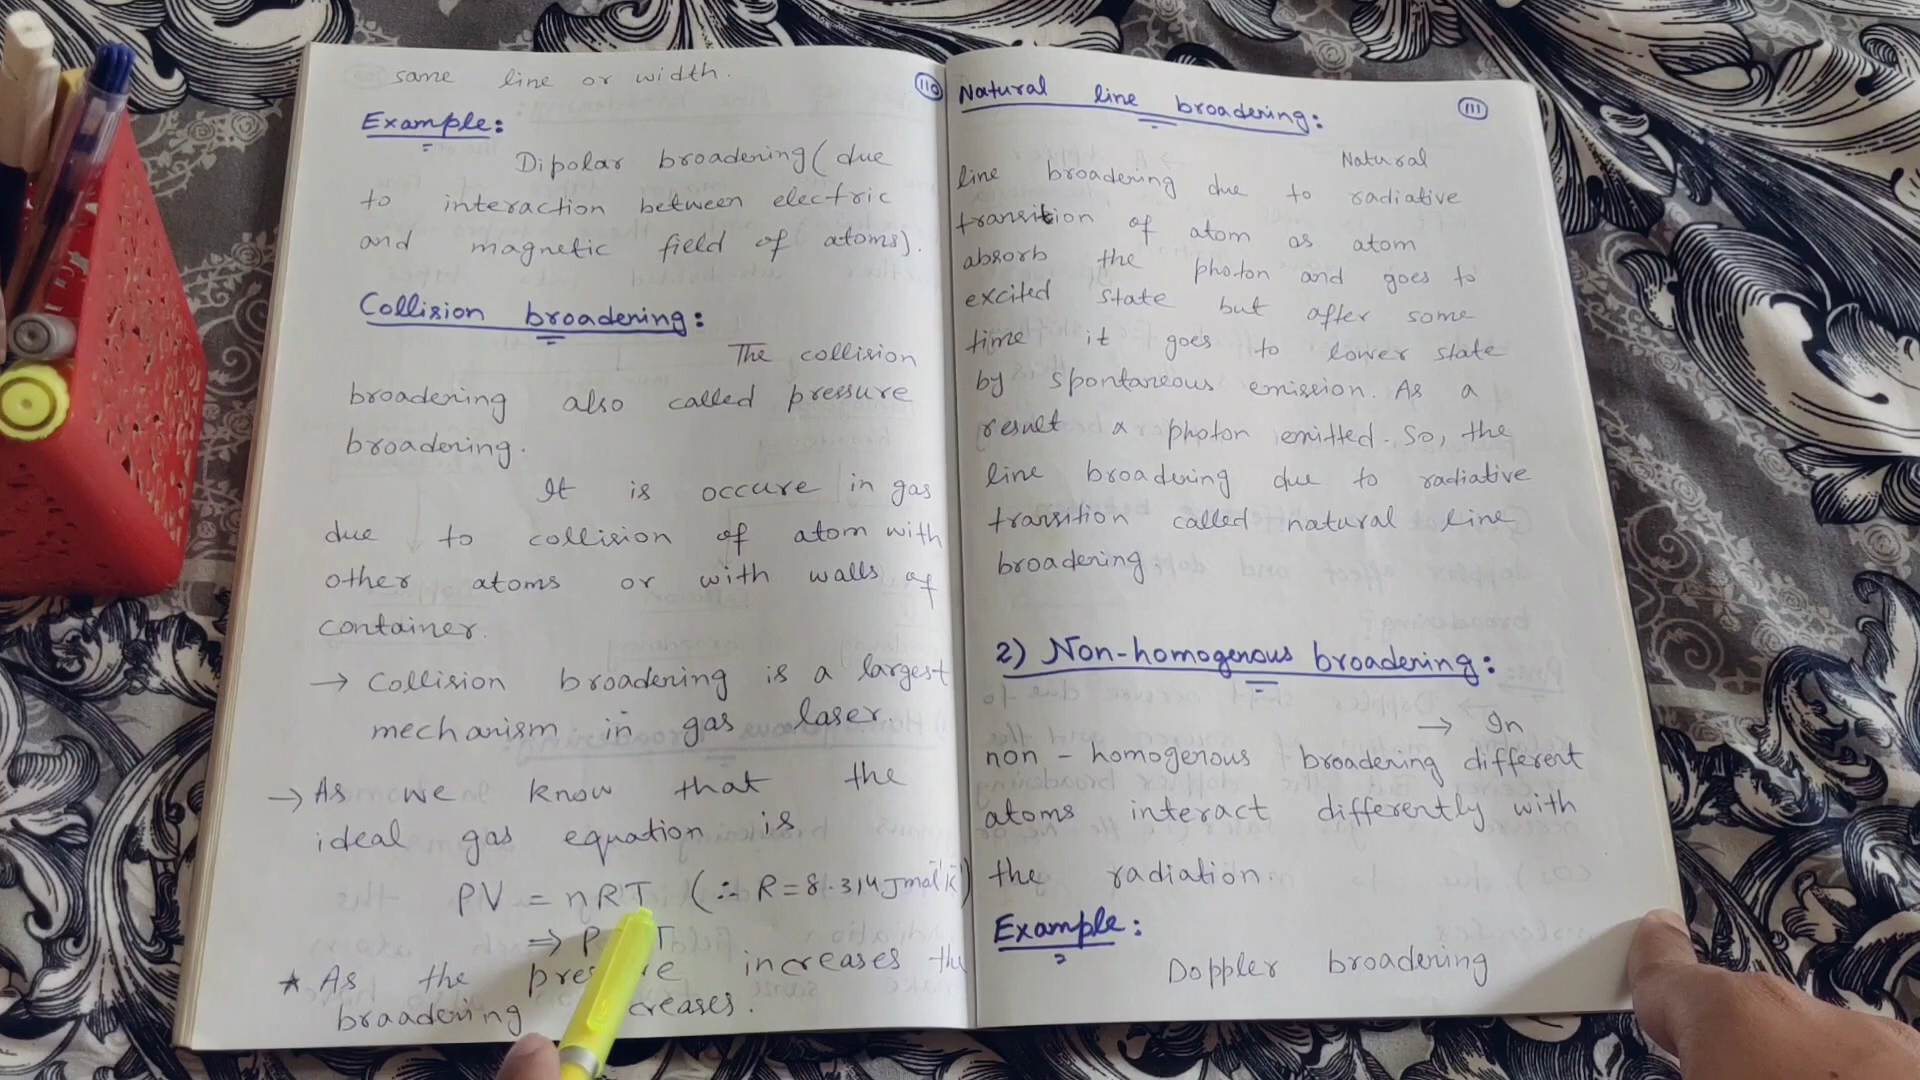 same line or width.
110
Example:
Dipolar broadening (due
to interaction between electric
and magnetic field of atoms).
Collision broadening:
The collision
broadening also called pressure
broadening.
It is occure in gas
due to collision of atom with
other atoms or with walls of
container.
→ Collision broadening is a largest
mechanism in gas laser.
→ As we know that the
ideal gas equation is
PV = nRT (∴ R = 8.314 Jmol⁻¹K⁻¹)
⇒ P T
* As the increases the
braadening
Natural line broadening:
111
Natural
line broadening due to radiative
transition of atom as atom
absorb the photon and goes to
excited state but after some
time it goes to lower state
by spontaneous emission. As a
result a photon emitted. So, the
line broadening due to radiative
transition called natural line
broadening
2) Non-homogenous broadening:
→ In
non-homogenous broadening different
atoms interact differently with
the radiation
Example:
Doppler broadening